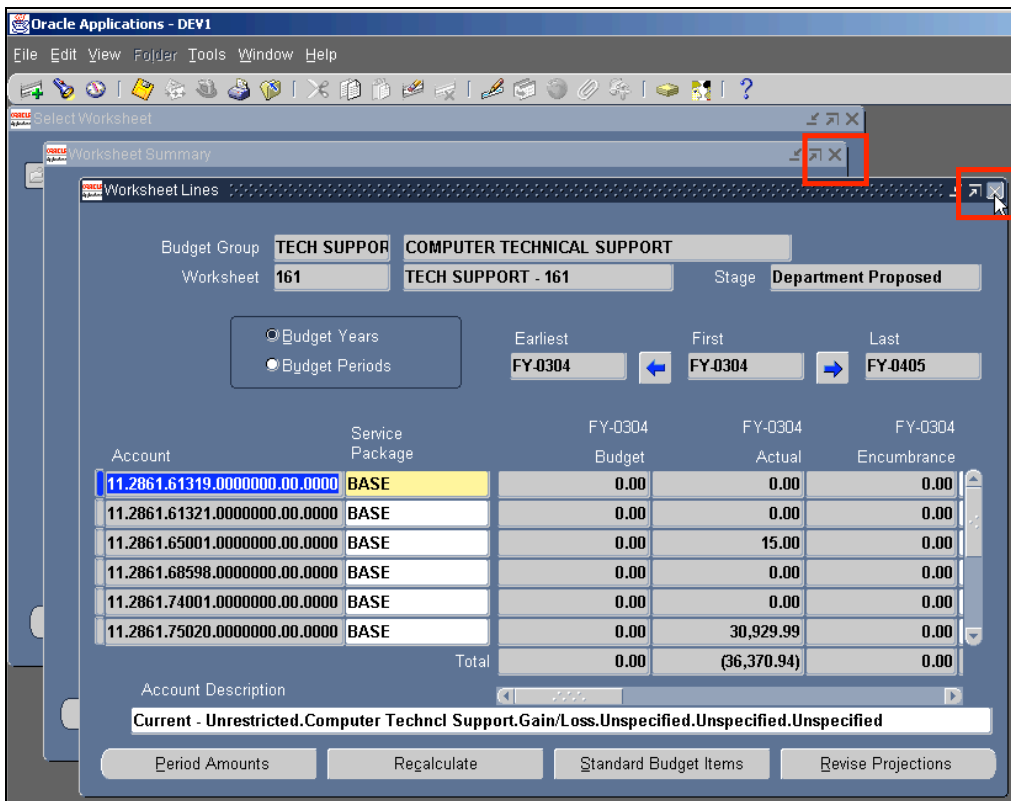 Oracle Applications - DEV1
File Edit View Folder Tools Window Help
Select Worksheet
Worksheet Summary
Worksheet Lines
Budget Group TECH SUPPOR COMPUTER TECHNICAL SUPPORT
Worksheet 161 TECH SUPPORT - 161 Stage Department Proposed
Budget Years Earliest First Last
Budget Periods FY-0304 FY-0304 FY-0405
FY-0304 FY-0304 FY-0304
Account Service Package Budget Actual Encumbrance
11.2861.61319.0000000.00.0000 BASE 0.00 0.00 0.00
11.2861.61321.0000000.00.0000 BASE 0.00 0.00 0.00
11.2861.65001.0000000.00.0000 BASE 0.00 15.00 0.00
11.2861.68598.0000000.00.0000 BASE 0.00 0.00 0.00
11.2861.74001.0000000.00.0000 BASE 0.00 0.00 0.00
11.2861.75020.0000000.00.0000 BASE 0.00 30,929.99 0.00
Total 0.00 (36,370.94) 0.00
Account Description
Current - Unrestricted.Computer Techncl Support.Gain/Loss.Unspecified.Unspecified.Unspecified
Period Amounts Recalculate Standard Budget Items Revise Projections